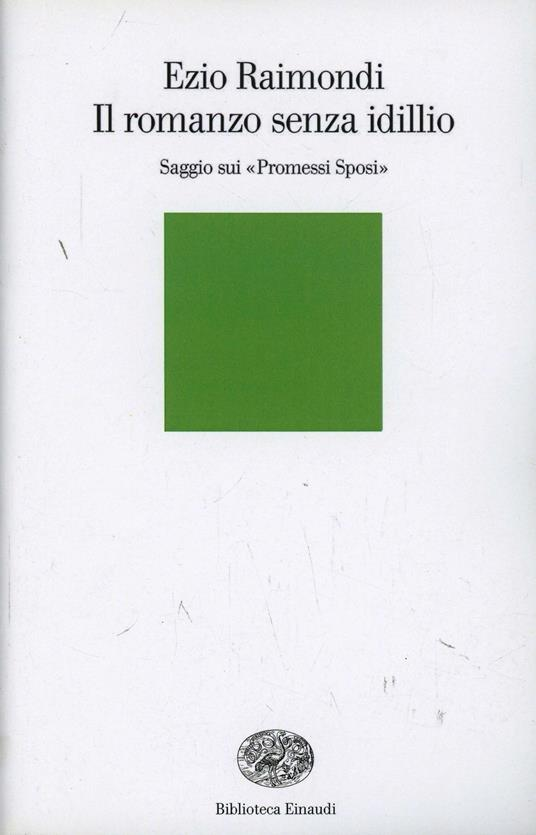 Ezio Raimondi
Il romanzo senza idillio
Saggio sui «Promessi Sposi»
Biblioteca Einaudi